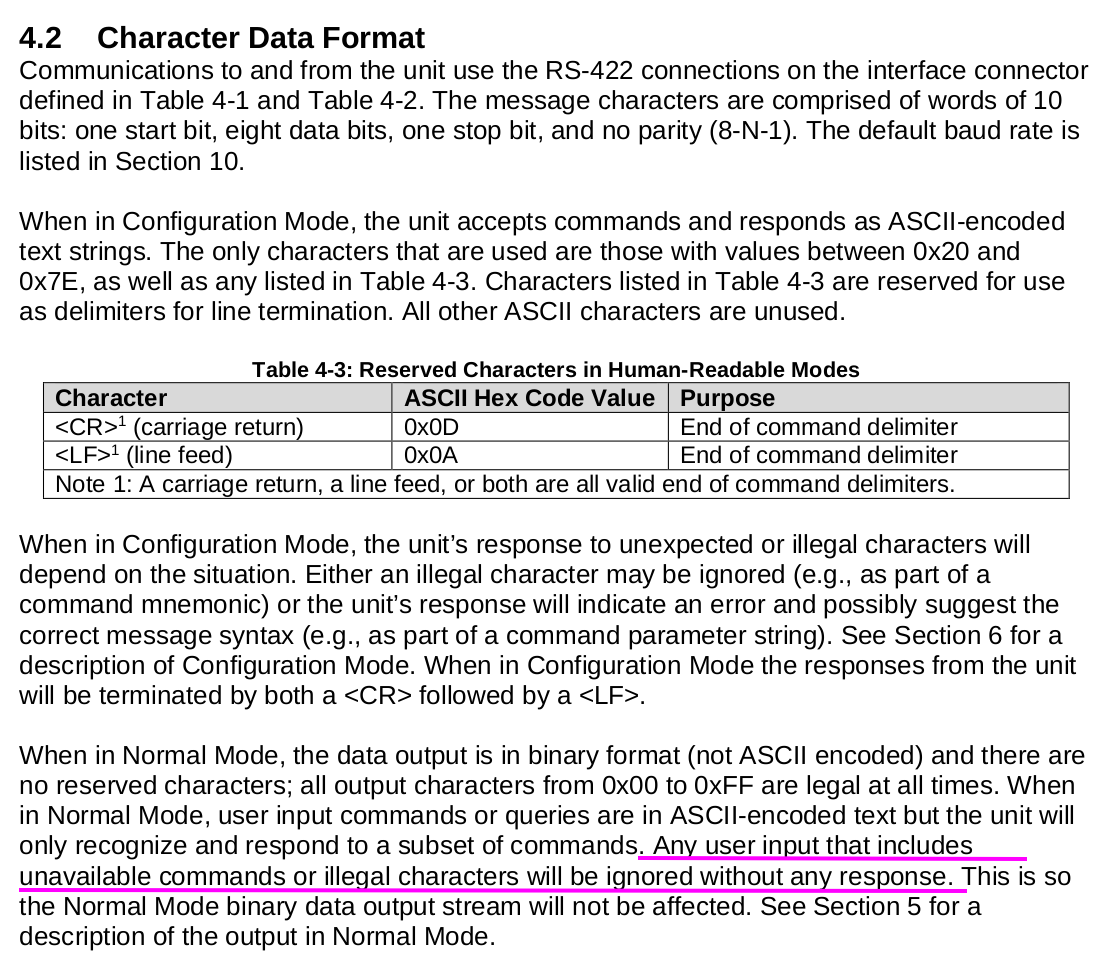 4.2 Character Data Format
Communications to and from the unit use the RS-422 connections on the interface connector
defined in Table 4-1 and Table 4-2. The message characters are comprised of words of 10
bits: one start bit, eight data bits, one stop bit, and no parity (8-N-1). The default baud rate is
listed in Section 10.
When in Configuration Mode, the unit accepts commands and responds as ASCII-encoded
text strings. The only characters that are used are those with values between 0x20 and
0x7E, as well as any listed in Table 4-3. Characters listed in Table 4-3 are reserved for use
as delimiters for line termination. All other ASCII characters are unused.
Table 4-3: Reserved Characters in Human-Readable Modes
Character ASCII Hex Code Value Purpose
<CR>¹ (carriage return) 0x0D End of command delimiter
<LF>¹ (line feed) 0x0A End of command delimiter
Note 1: A carriage return, a line feed, or both are all valid end of command delimiters.
When in Configuration Mode, the unit’s response to unexpected or illegal characters will
depend on the situation. Either an illegal character may be ignored (e.g., as part of a
command mnemonic) or the unit’s response will indicate an error and possibly suggest the
correct message syntax (e.g., as part of a command parameter string). See Section 6 for a
description of Configuration Mode. When in Configuration Mode the responses from the unit
will be terminated by both a <CR> followed by a <LF>.
When in Normal Mode, the data output is in binary format (not ASCII encoded) and there are
no reserved characters; all output characters from 0x00 to 0xFF are legal at all times. When
in Normal Mode, user input commands or queries are in ASCII-encoded text but the unit will
only recognize and respond to a subset of commands. Any user input that includes
unavailable commands or illegal characters will be ignored without any response. This is so
the Normal Mode binary data output stream will not be affected. See Section 5 for a
description of the output in Normal Mode.